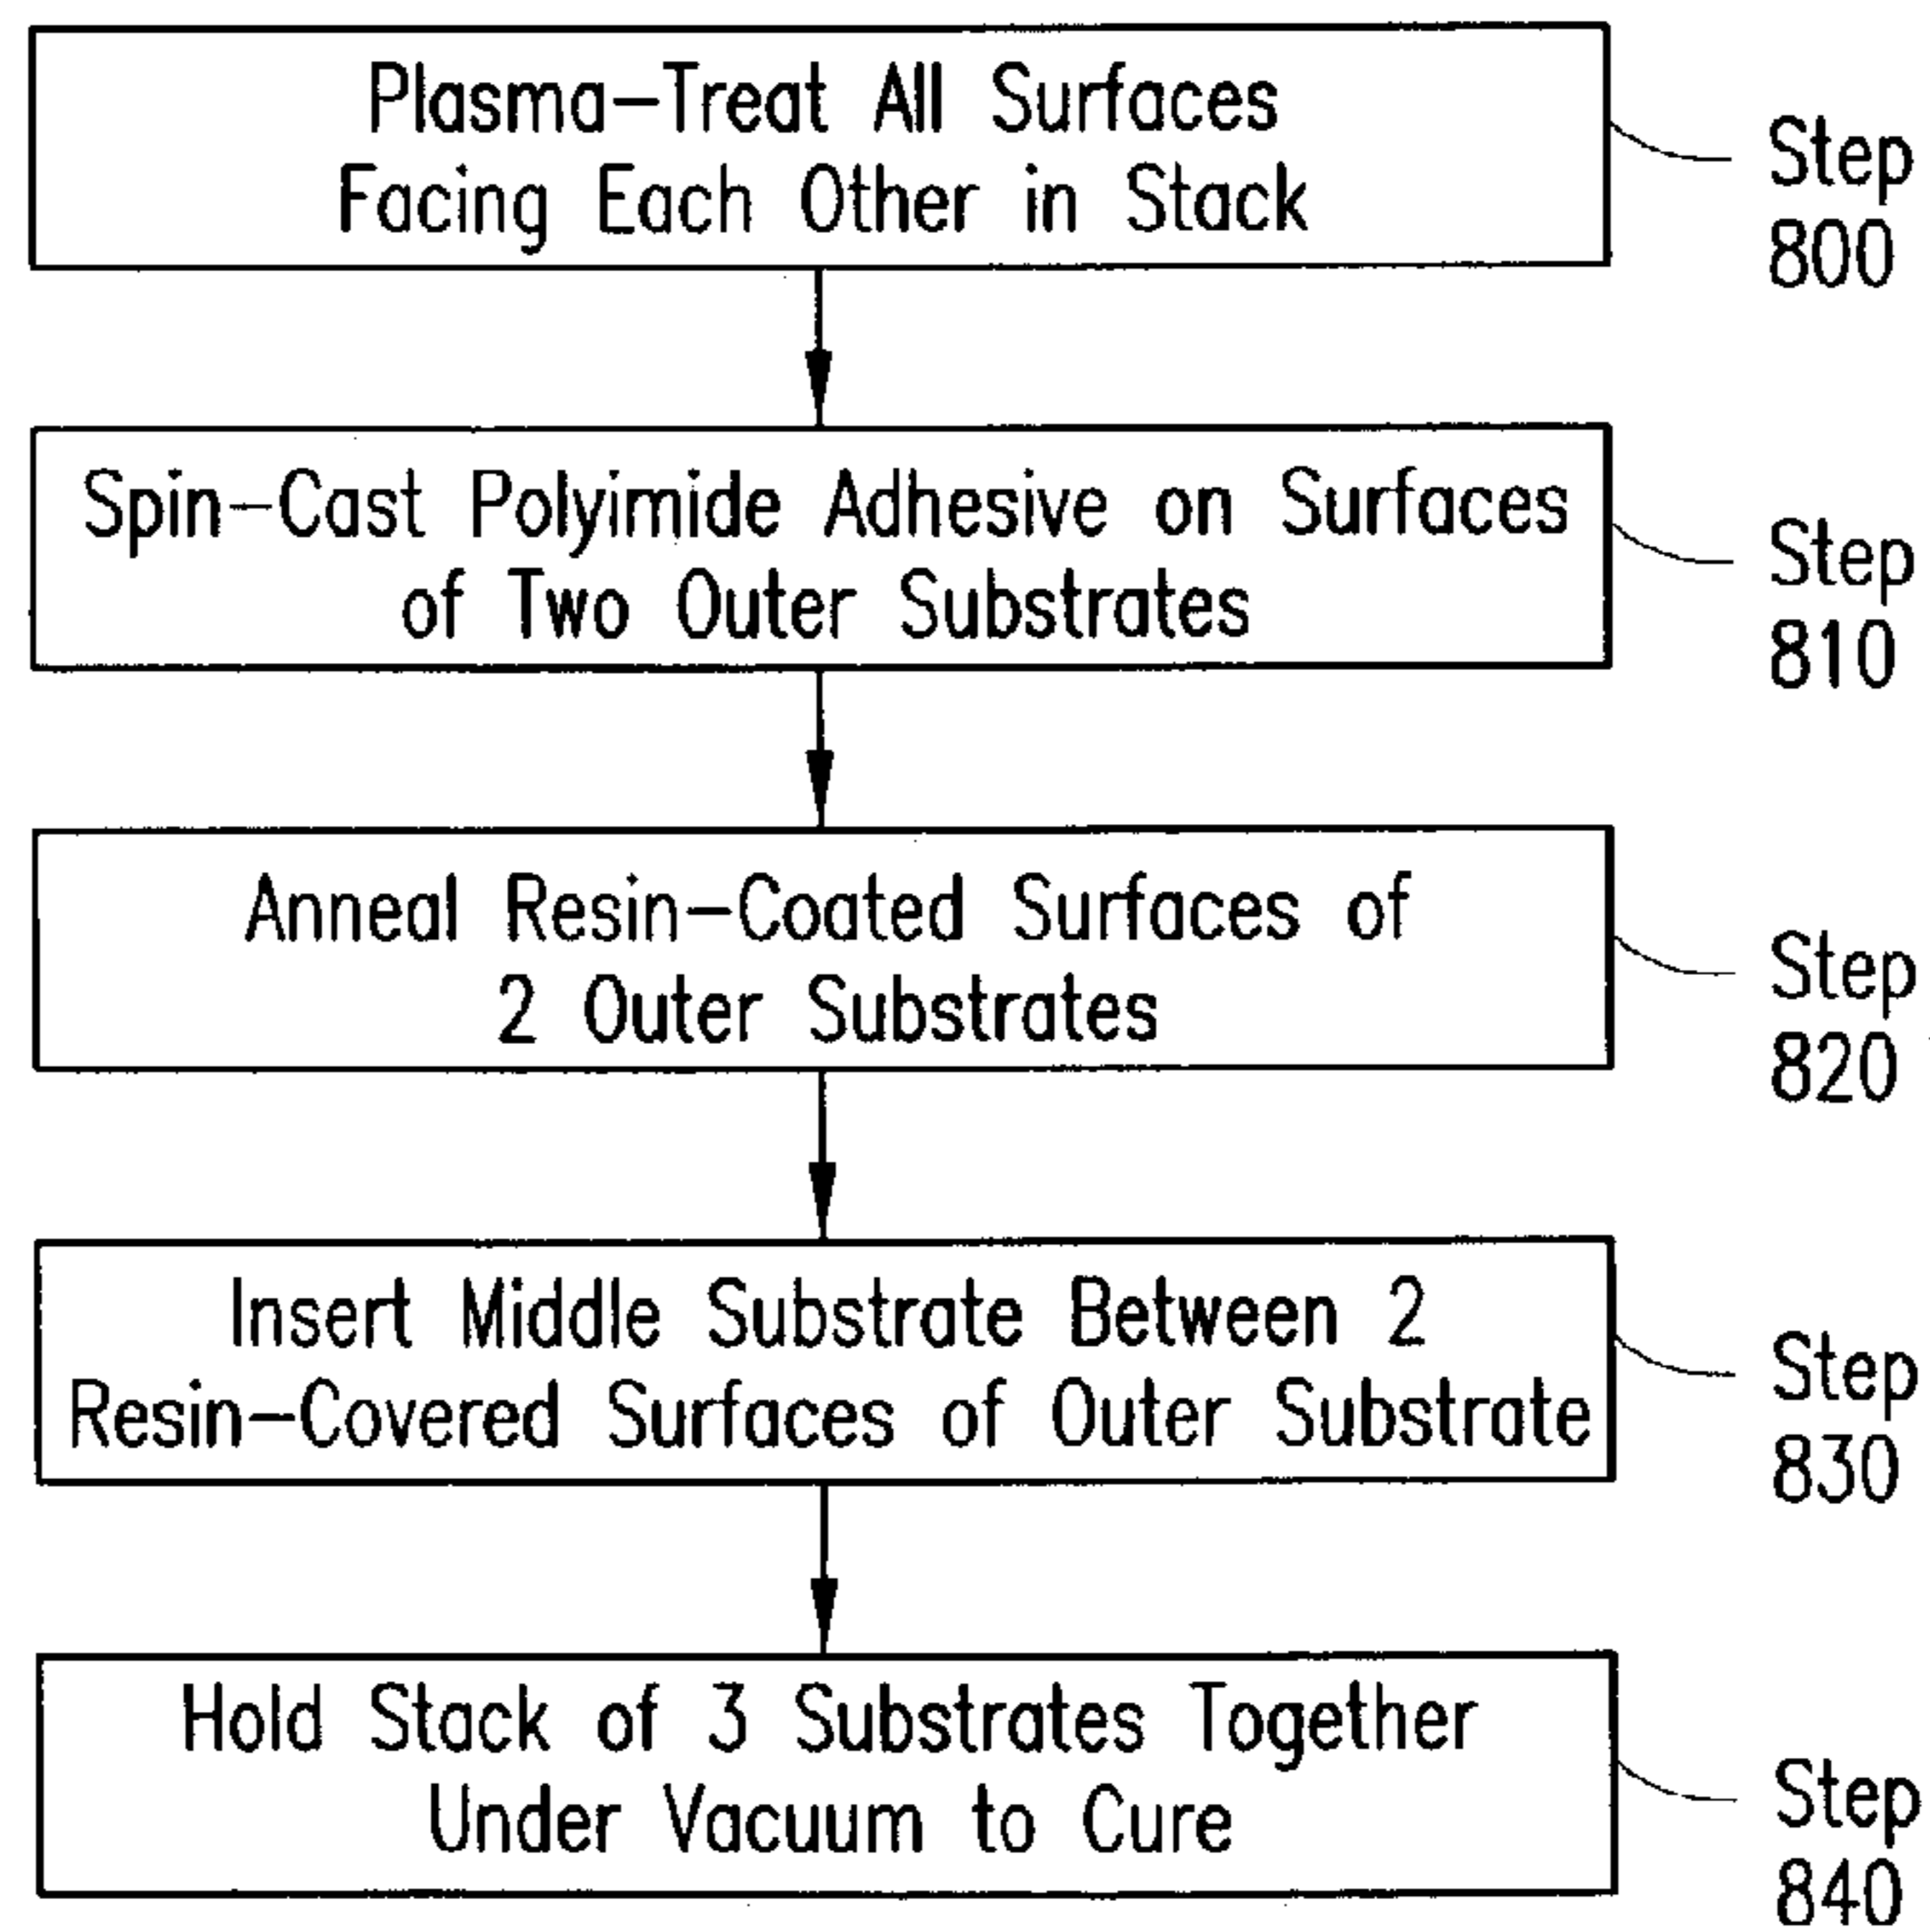 Plasma-Treat All Surfaces
Facing Each Other in Stack
Step
800
Spin-Cast Polyimide Adhesive on Surfaces
of Two Outer Substrates
Step
810
Anneal Resin-Coated Surfaces of
2 Outer Substrates
Step
820
Insert Middle Substrate Between 2
Resin-Covered Surfaces of Outer Substrate
Step
830
Hold Stack of 3 Substrates Together
Under Vacuum to Cure
Step
840